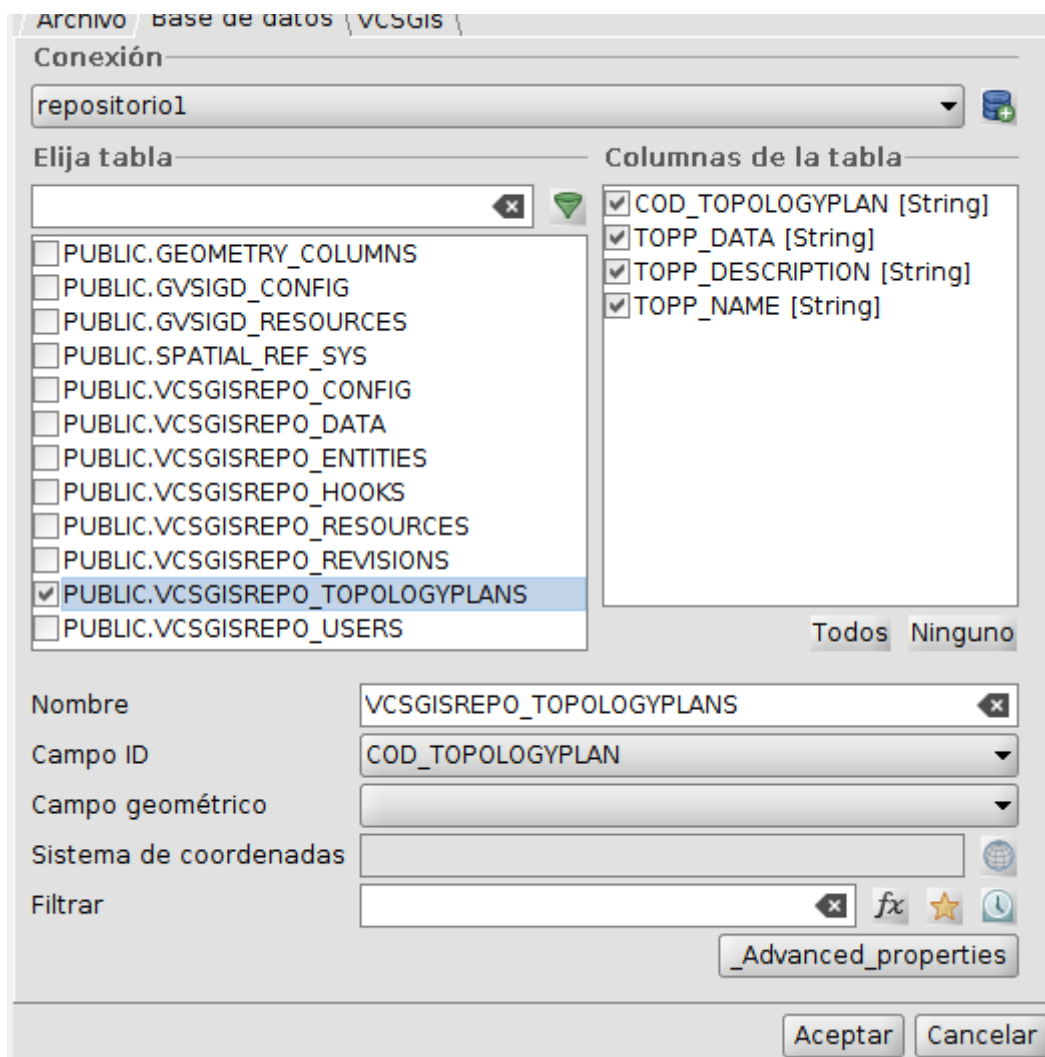 Archivo Base de datos VCSGis
Conexión
repositorio1
Elija tabla
Columnas de la tabla
PUBLIC.GEOMETRY_COLUMNS
PUBLIC.GVSIGD_CONFIG
PUBLIC.GVSIGD_RESOURCES
PUBLIC.SPATIAL_REF_SYS
PUBLIC.VCSGISREPO_CONFIG
PUBLIC.VCSGISREPO_DATA
PUBLIC.VCSGISREPO_ENTITIES
PUBLIC.VCSGISREPO_HOOKS
PUBLIC.VCSGISREPO_RESOURCES
PUBLIC.VCSGISREPO_REVISIONS
PUBLIC.VCSGISREPO_TOPOLOGYPLANS
PUBLIC.VCSGISREPO_USERS
COD_TOPOLOGYPLAN [String]
TOPP_DATA [String]
TOPP_DESCRIPTION [String]
TOPP_NAME [String]
Todos Ninguno
Nombre VCSGISREPO_TOPOLOGYPLANS
Campo ID COD_TOPOLOGYPLAN
Campo geométrico
Sistema de coordenadas
Filtrar fx
_Advanced_properties
Aceptar Cancelar